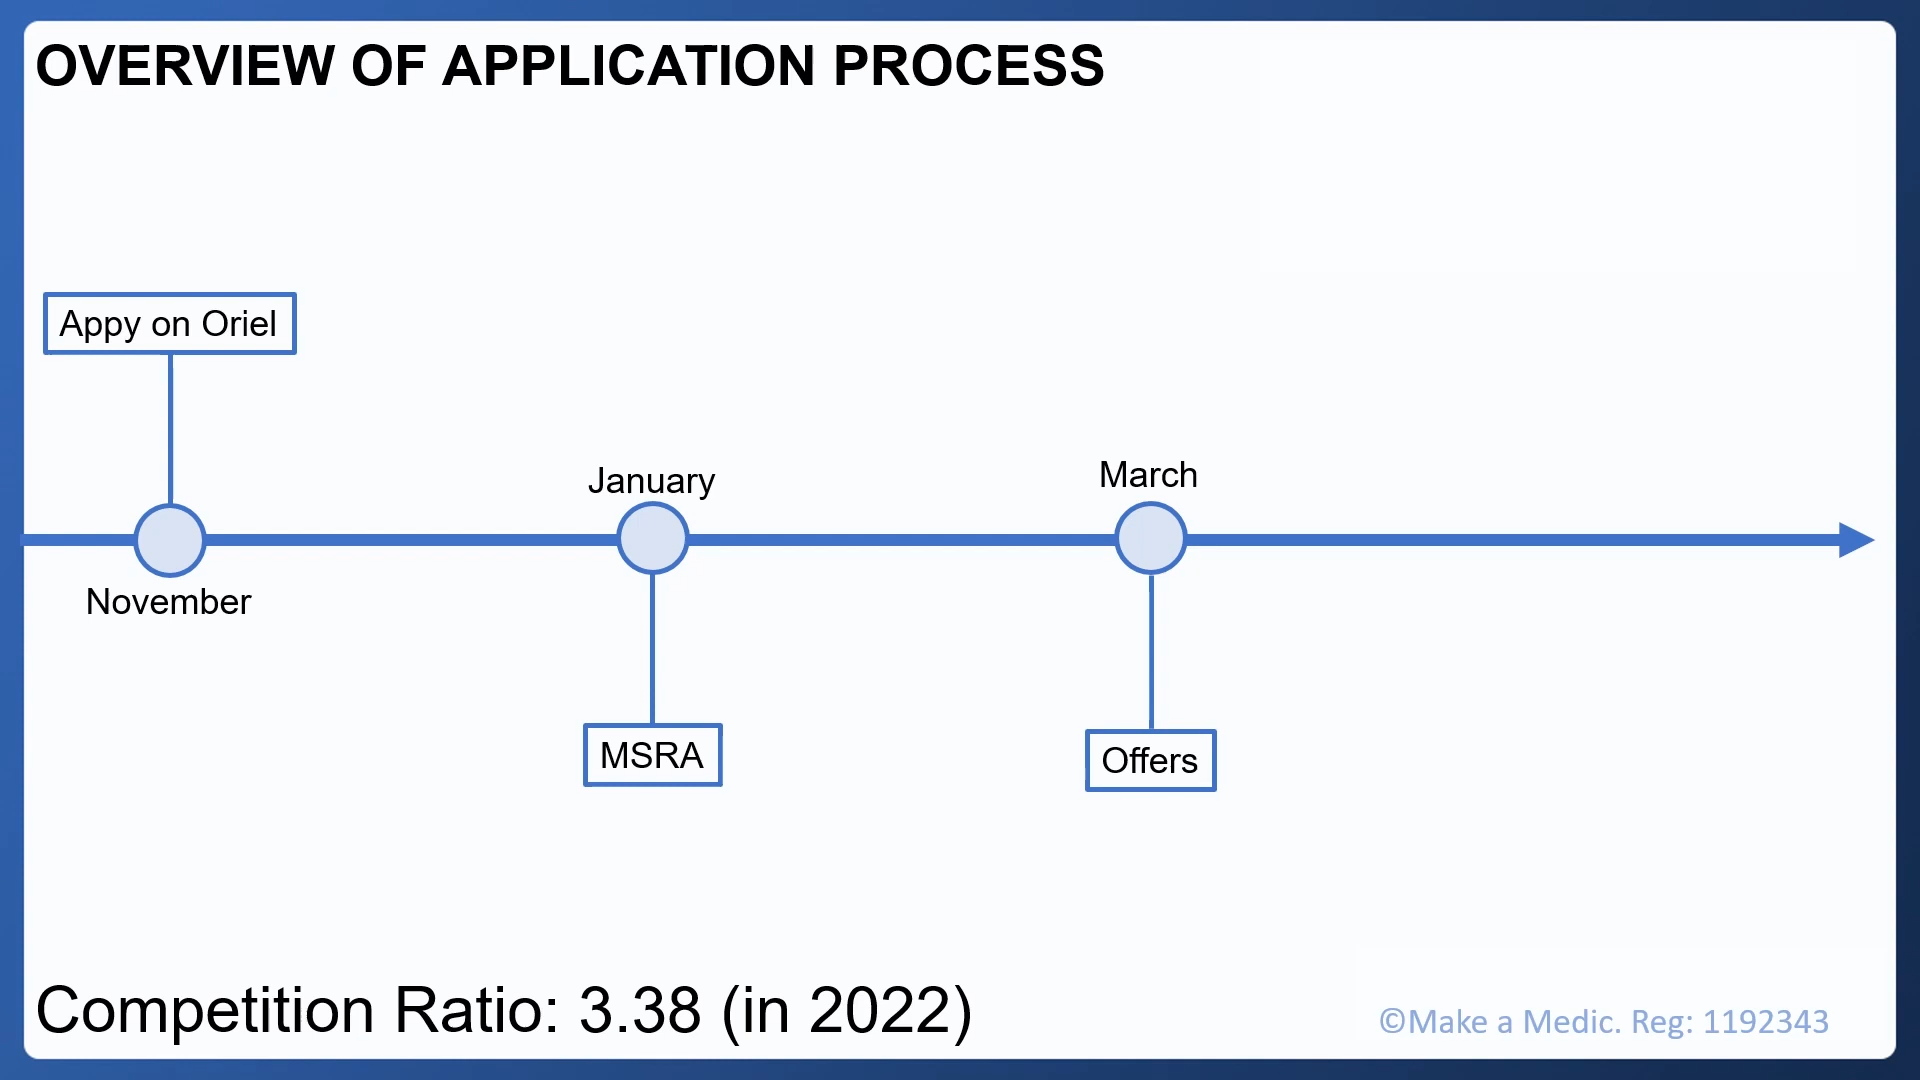 OVERVIEW OF APPLICATION PROCESS
Appy on Oriel
January
March
November
MSRA
Offers
Competition Ratio: 3.38 (in 2022)
©Make a Medic. Reg: 1192343